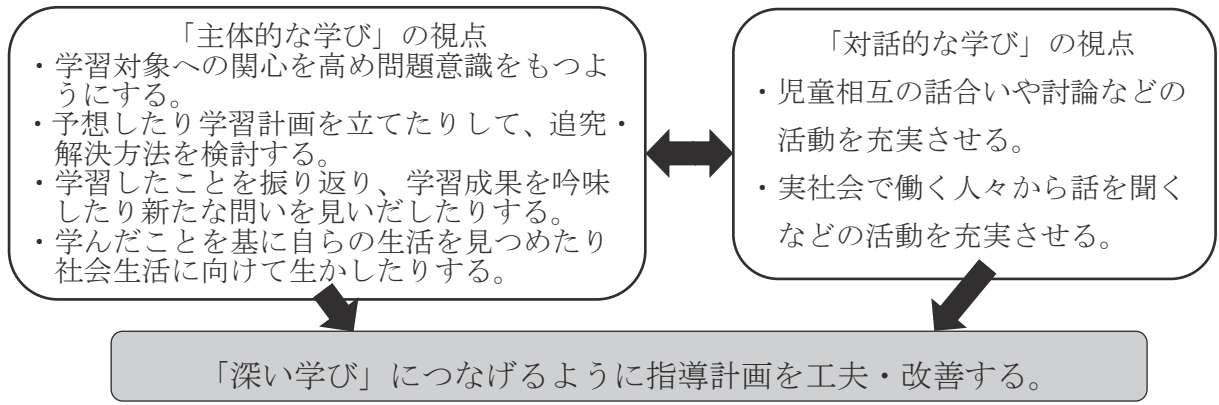 「主体的な学び」の視点
・学習対象への関心を高め問題意識をもつよ
うにする。
・予想したり学習計画を立てたりして、追究・
解決方法を検討する。
・学習したことを振り返り、学習成果を吟味
したり新たな問いを見いだしたりする。
・学んだことを基に自らの生活を見つめたり
社会生活に向けて生かしたりする。
「対話的な学び」の視点
・児童相互の話合いや討論などの
活動を充実させる。
・実社会で働く人々から話を聞く
などの活動を充実させる。
「深い学び」につなげるように指導計画を工夫・改善する。